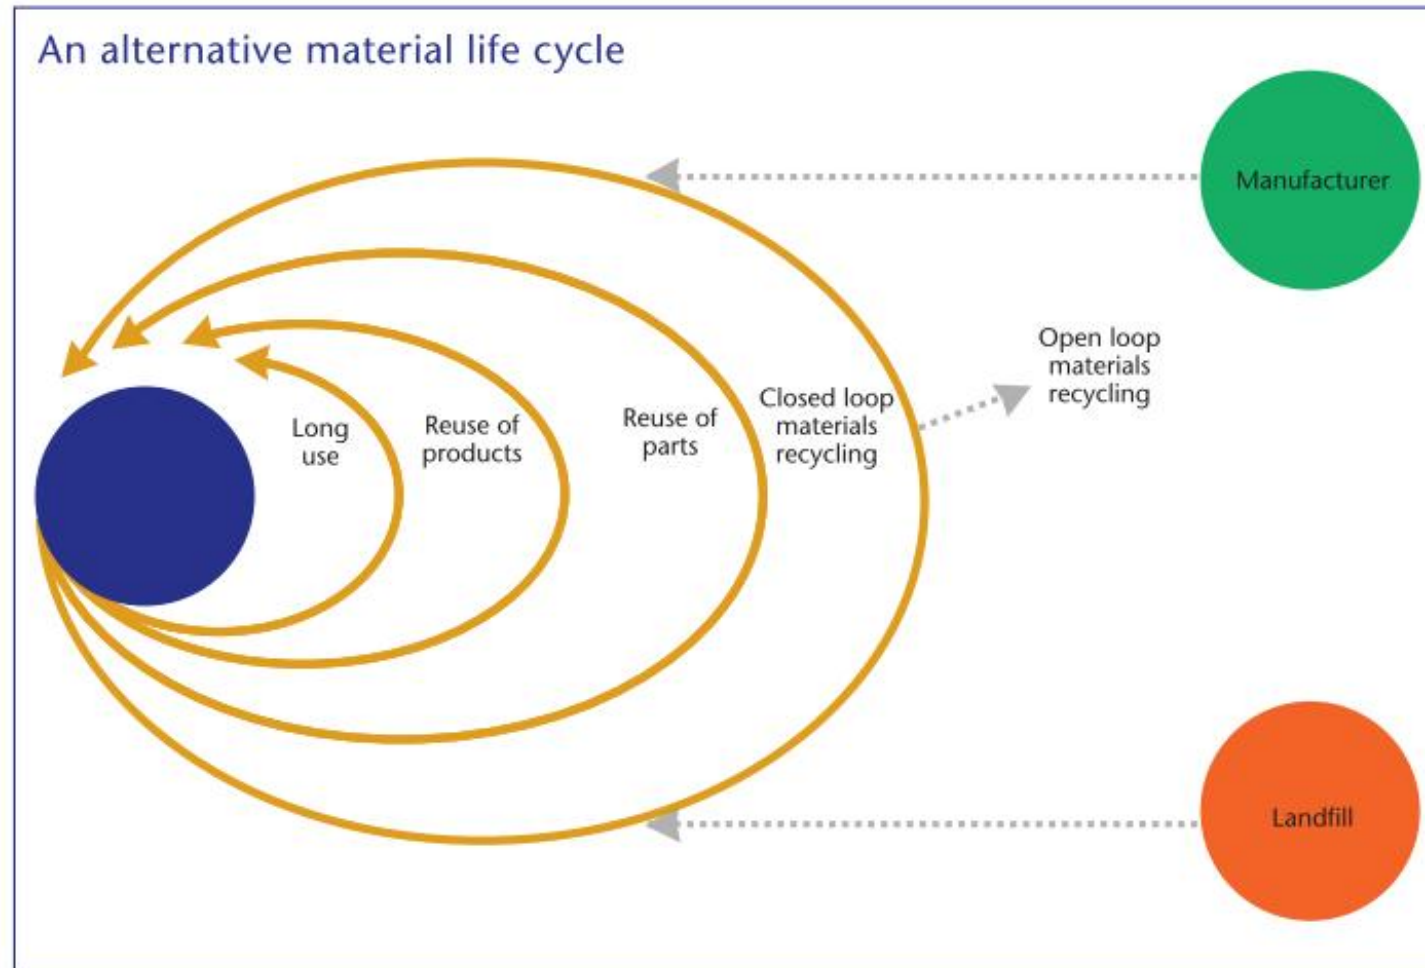 An alternative material life cycle
Manufacturer
Open loop
materials
recycling
Long
use
Reuse of
products
Reuse of
parts
Closed loop
materials
recycling
Landfill